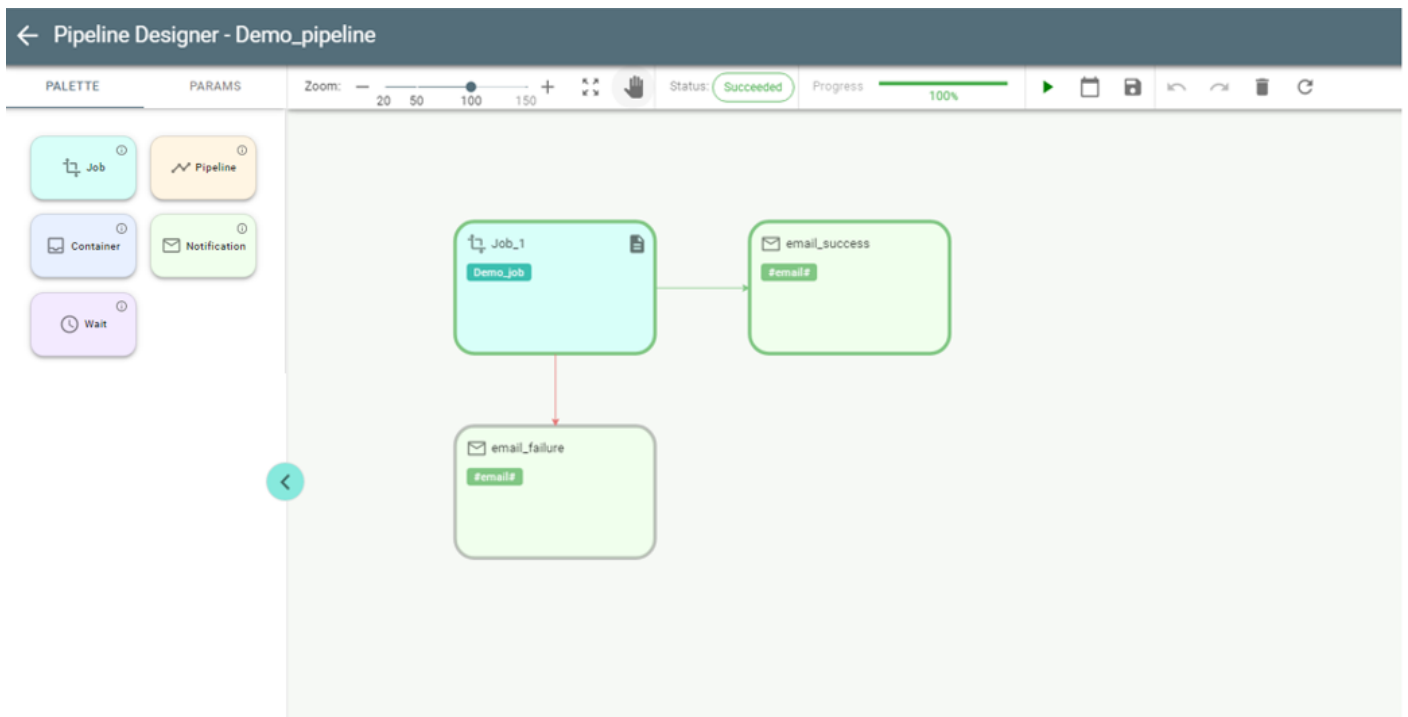 Pipeline Designer - Demo_pipeline
PALETTE PARAMS Zoom: 20 50 100 150 Status: Succeeded Progress 100%
Job Pipeline
Container Notification
Wait
Job_1
Demo_job
email_success
#email#
email_failure
#email#